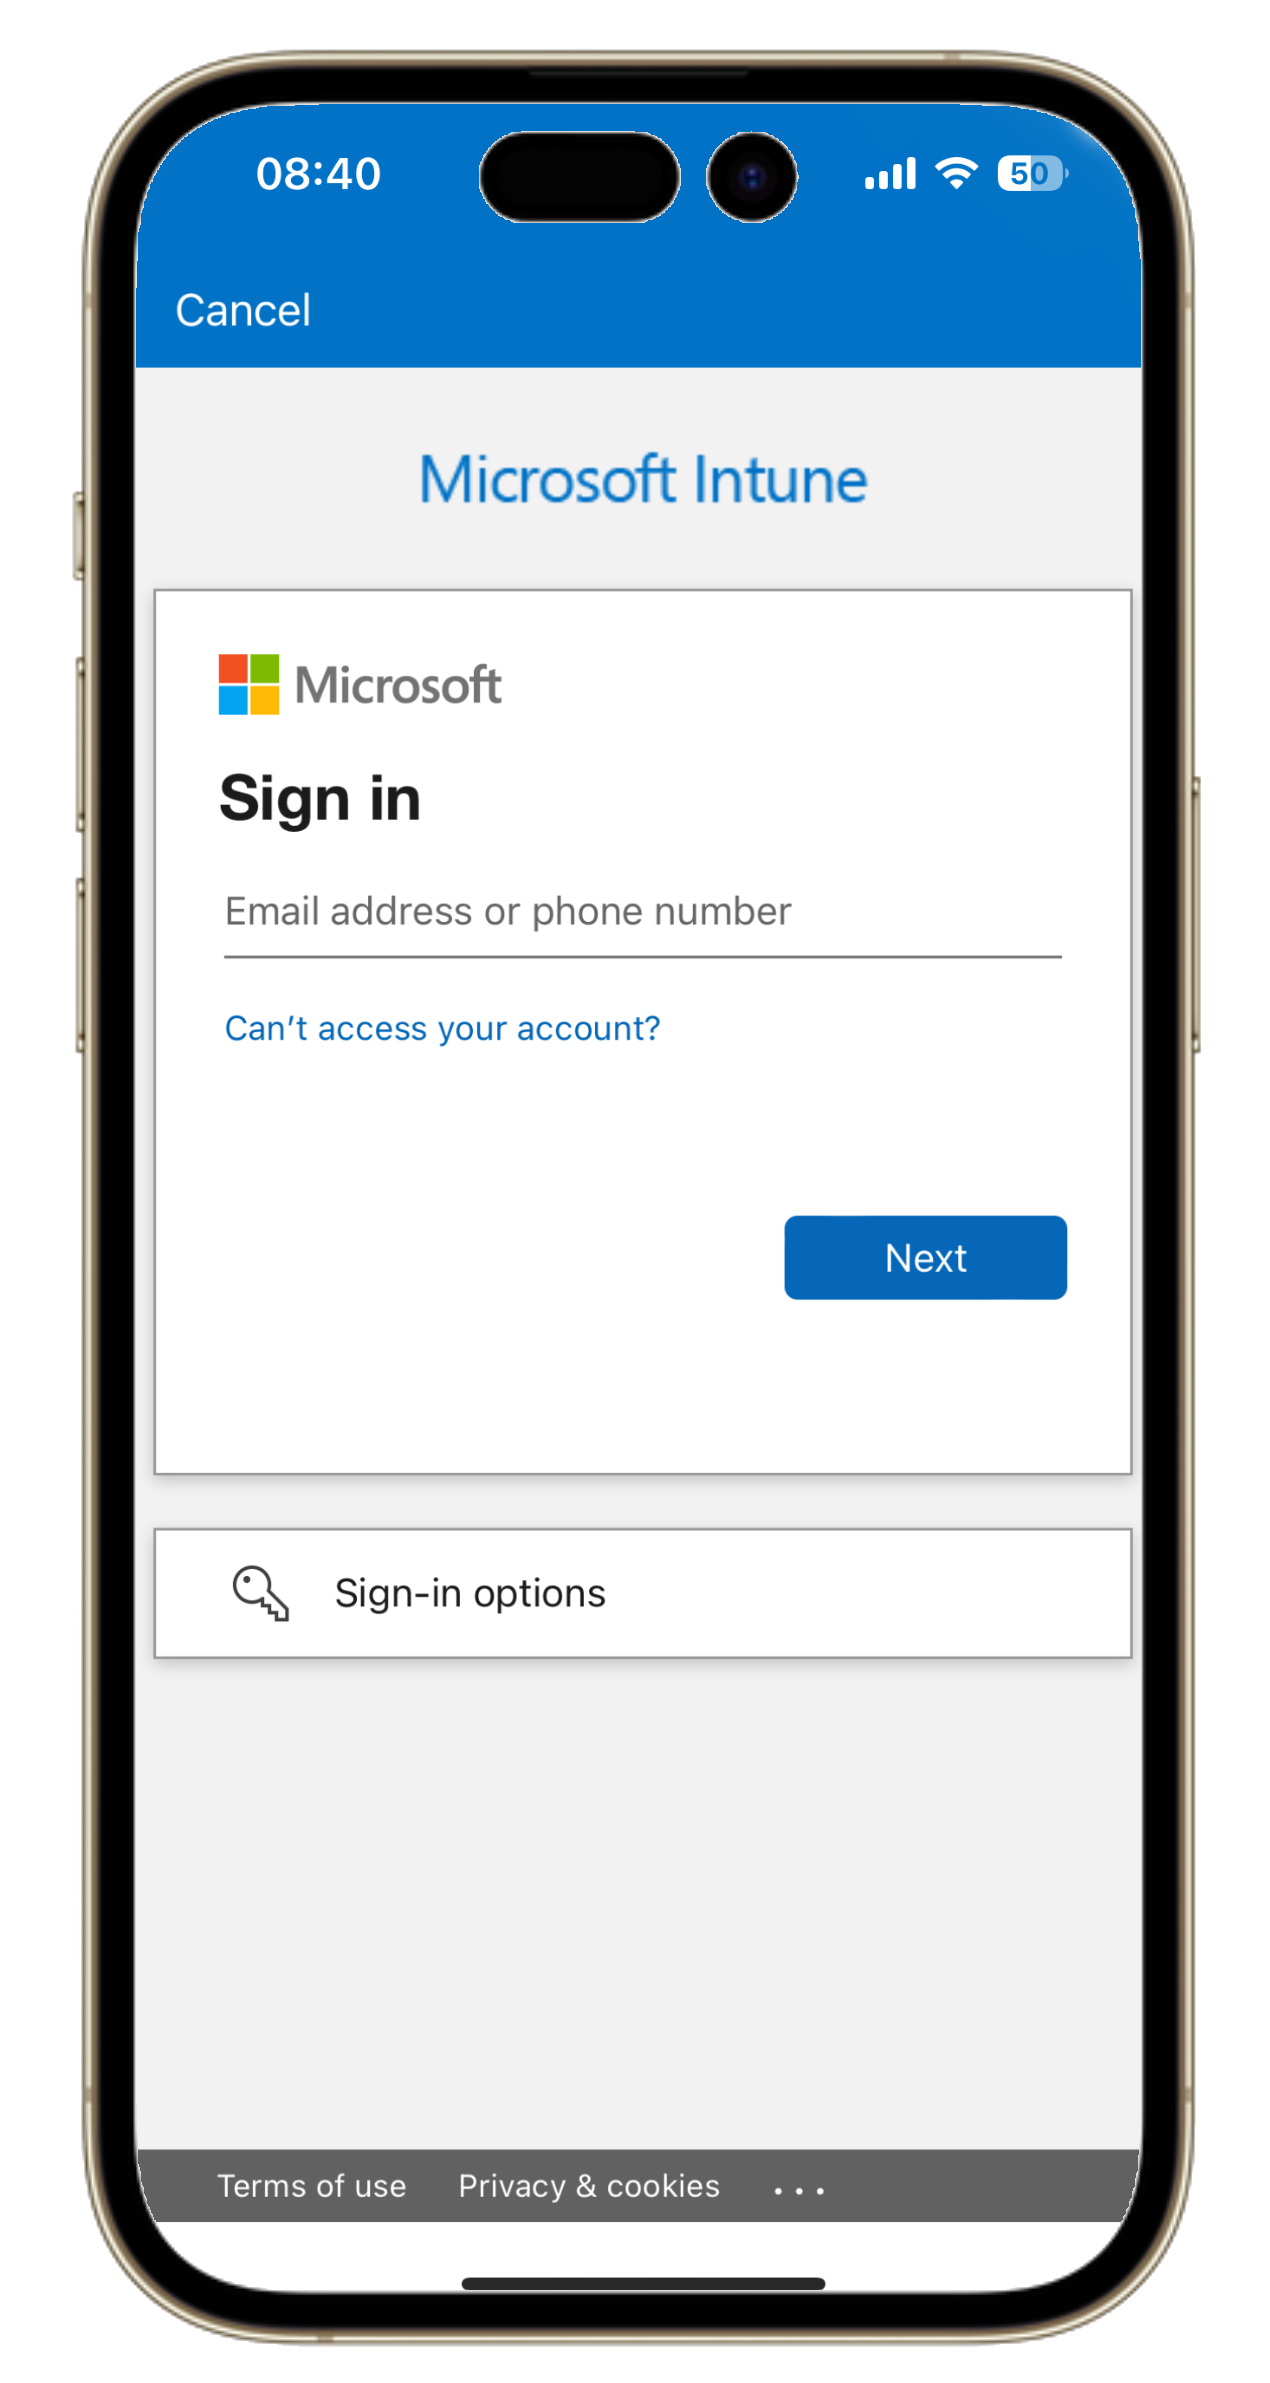 08:40
50
Cancel
Microsoft Intune
Microsoft
Sign in
Email address or phone number
Can’t access your account?
Next
Sign-in options
Terms of use Privacy & cookies ...